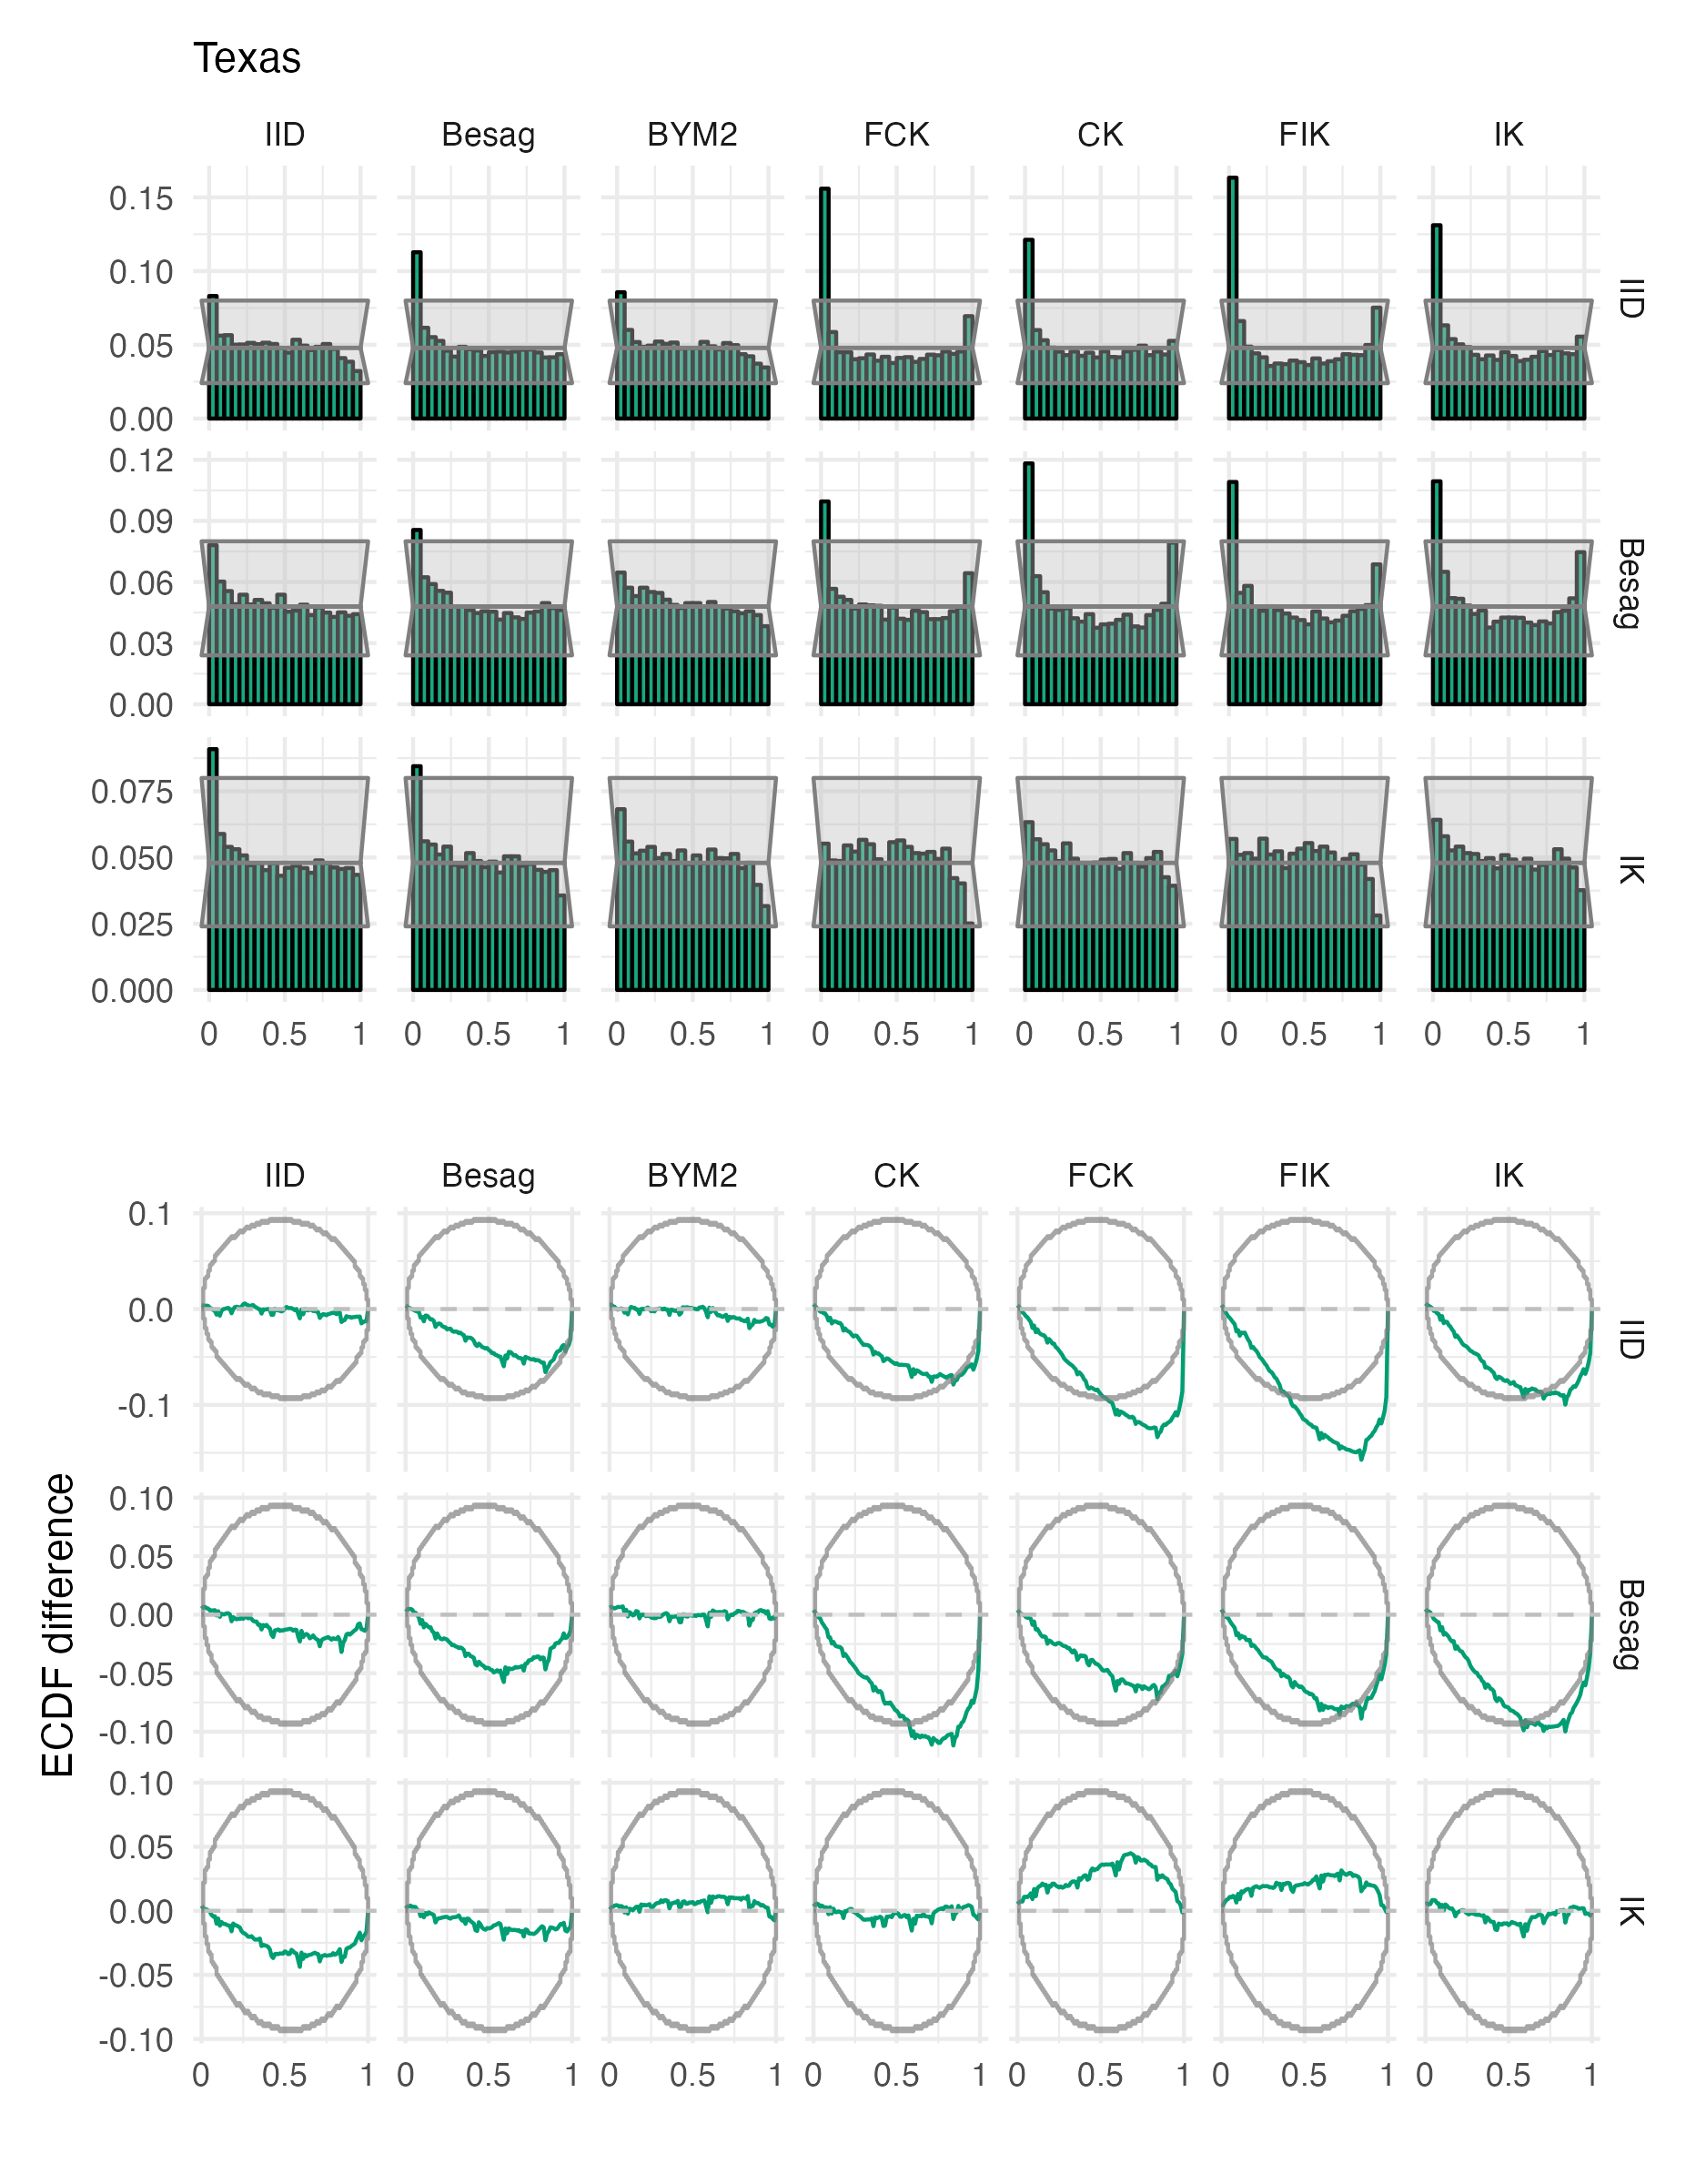 Texas
IID Besag BYM2 FCK CK FIK IK
0.15
0.10
0.05
0.00
IID
0.12
0.09
0.06
0.03
0.00
Besag
0.075
0.050
0.025
0.000
IK
0 0.5 1 0 0.5 1 0 0.5 1 0 0.5 1 0 0.5 1 0 0.5 1 0 0.5 1
IID Besag BYM2 CK FCK FIK IK
ECDF difference
0.1
0.0
-0.1
IID
0.10
0.05
0.00
-0.05
-0.10
Besag
0.10
0.05
0.00
-0.05
-0.10
IK
0 0.5 1 0 0.5 1 0 0.5 1 0 0.5 1 0 0.5 1 0 0.5 1 0 0.5 1